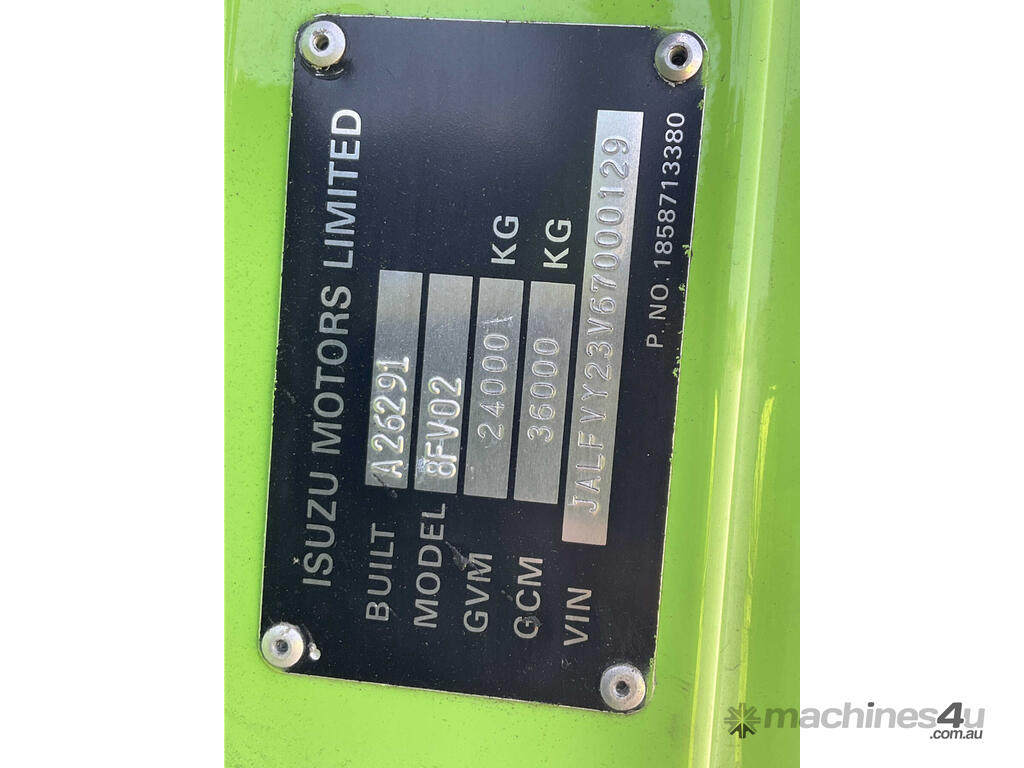 ISUZU MOTORS LIMITED
BUILT A26291
MODEL 8FV02
GVM 24000 KG
GCM 36000 KG
VIN JALFVY23V67000129
P.NO. 1858713380
machines4u
.com.au